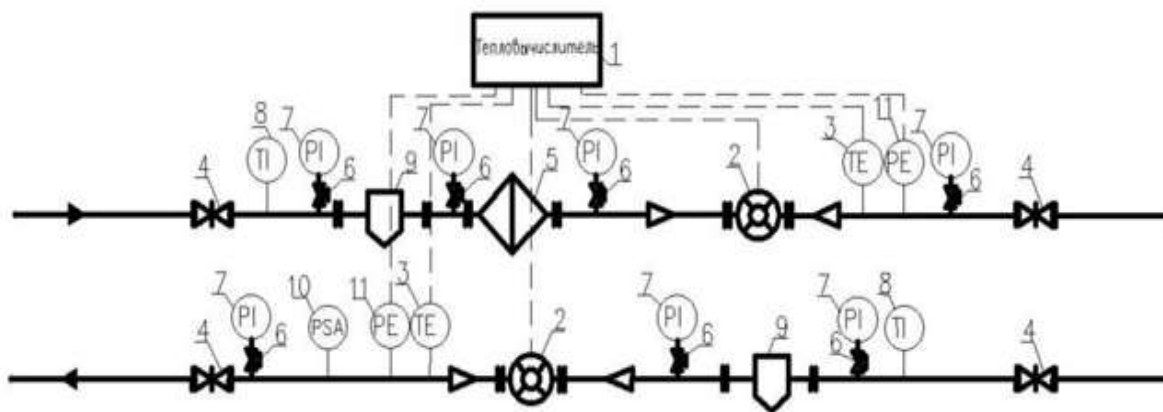 Тепловычислитель 1
8 7 7 7 3 11 7
TI PI 9 PI 5 PI 2 TE PE PI
4 6 6 6 6 4
7 10 11 3 7 7 8
PI PSA PE TE PI PI TI
4 6 2 6 9 6 4